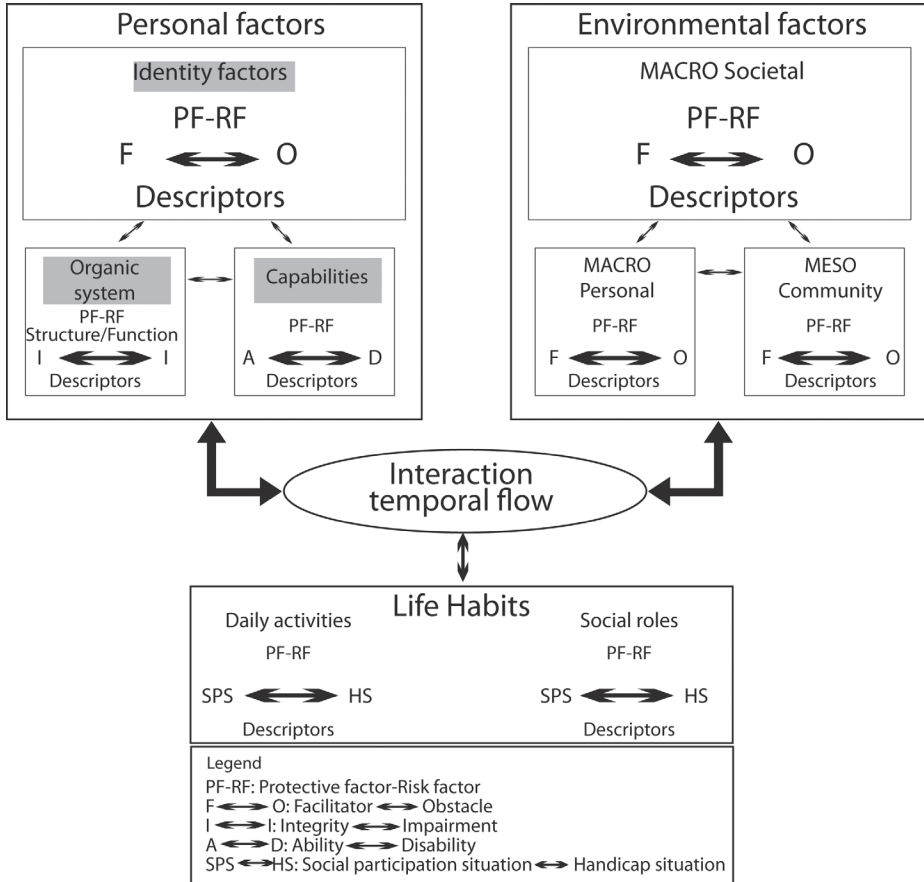 Personal factors
Identity factors
PF-RF
F O
Descriptors
Organic
system
PF-RF
Structure/Function
I I
Descriptors
Capabilities
PF-RF
A D
Descriptors
Environmental factors
MACRO Societal
PF-RF
F O
Descriptors
MACRO
Personal
PF-RF
F O
Descriptors
MESO
Community
PF-RF
F O
Descriptors
Interaction
temporal flow
Life Habits
Daily activities
PF-RF
SPS HS
Descriptors
Social roles
PF-RF
SPS HS
Descriptors
Legend
PF-RF: Protective factor-Risk factor
F O: Facilitator Obstacle
I I: Integrity Impairment
A D: Ability Disability
SPS HS: Social participation situation Handicap situation